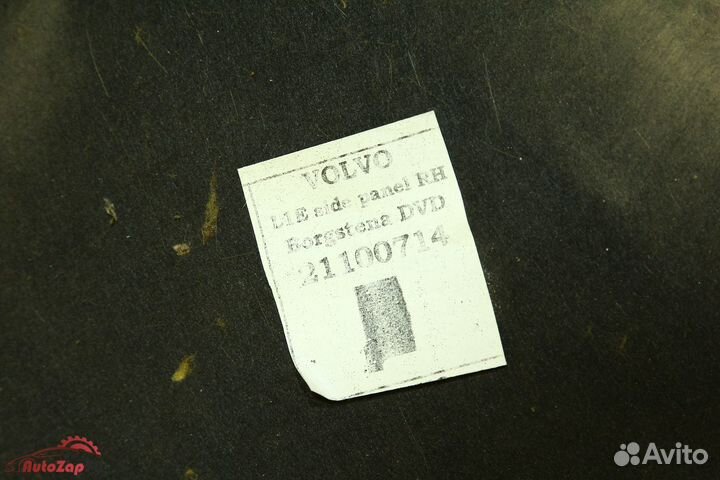 VOLVO
L1E side panel RH
Borgstena DVD
21100714
AutoZap
Avito